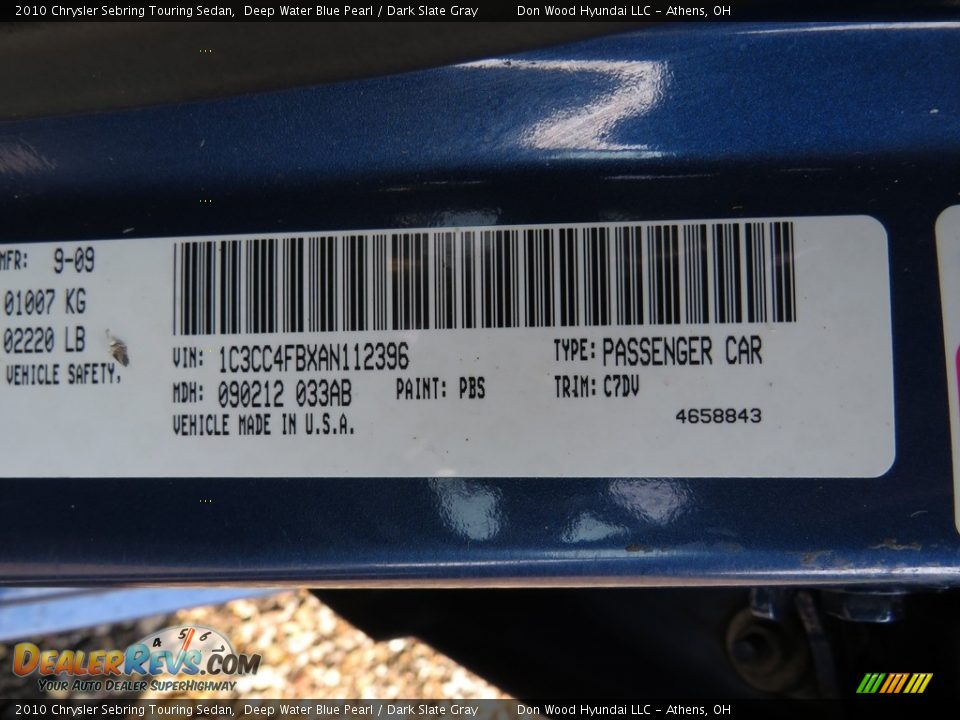 2010 Chrysler Sebring Touring Sedan, Deep Water Blue Pearl / Dark Slate Gray Don Wood Hyundai LLC - Athens, OH
MFR: 9-09
01007 KG
02220 LB
VEHICLE SAFETY,
VIN: 1C3CC4FBXAN112396
TYPE: PASSENGER CAR
MDH: 090212 033AB
PAINT: PBS
TRIM: C7DV
VEHICLE MADE IN U.S.A.
4658843
4 5 6
DealerRevs.com
Your Auto Dealer SuperHighway
2010 Chrysler Sebring Touring Sedan, Deep Water Blue Pearl / Dark Slate Gray Don Wood Hyundai LLC - Athens, OH